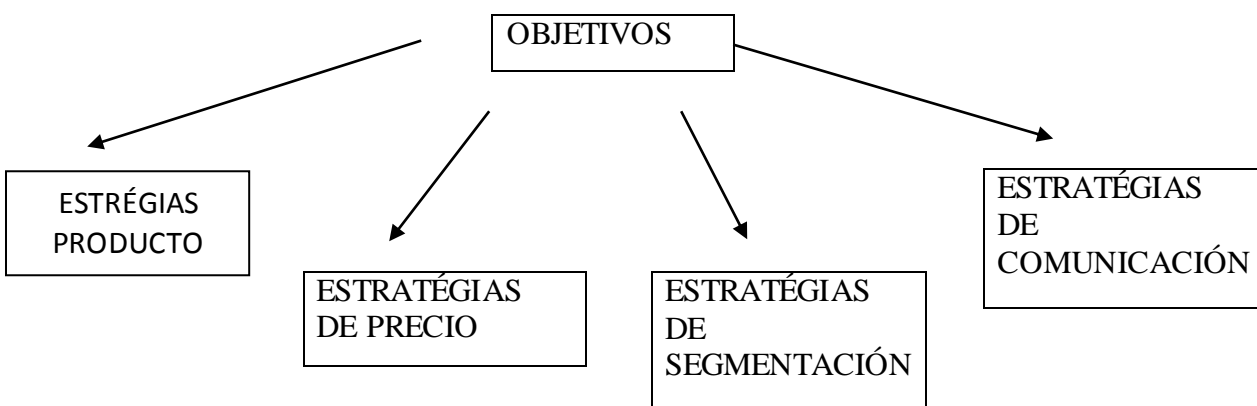 OBJETIVOS
ESTRÉGIAS
PRODUCTO
ESTRATÉGIAS
DE PRECIO
ESTRATÉGIAS
DE
SEGMENTACIÓN
ESTRATÉGIAS
DE
COMUNICACIÓN